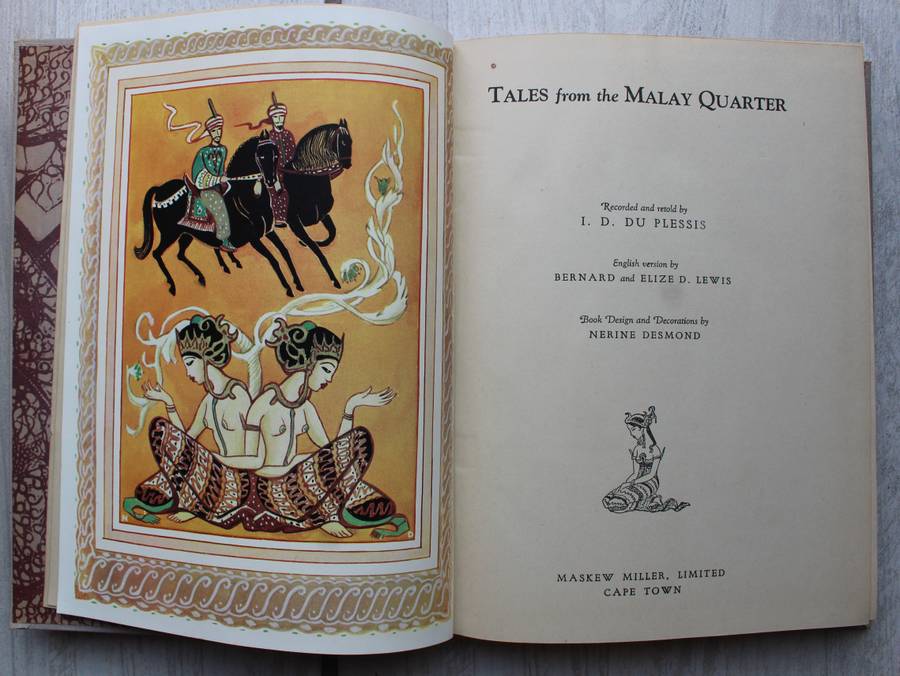 TALES from the MALAY QUARTER
Recorded and retold by
I. D. DU PLESSIS
English version by
BERNARD and ELIZE D. LEWIS
Book Design and Decorations by
NERINE DESMOND
MASKEW MILLER, LIMITED
CAPE TOWN